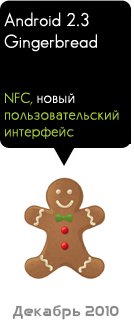 Android 2.3
Gingerbread
NFC, новый
пользовательский
интерфейс
Декабрь 2010